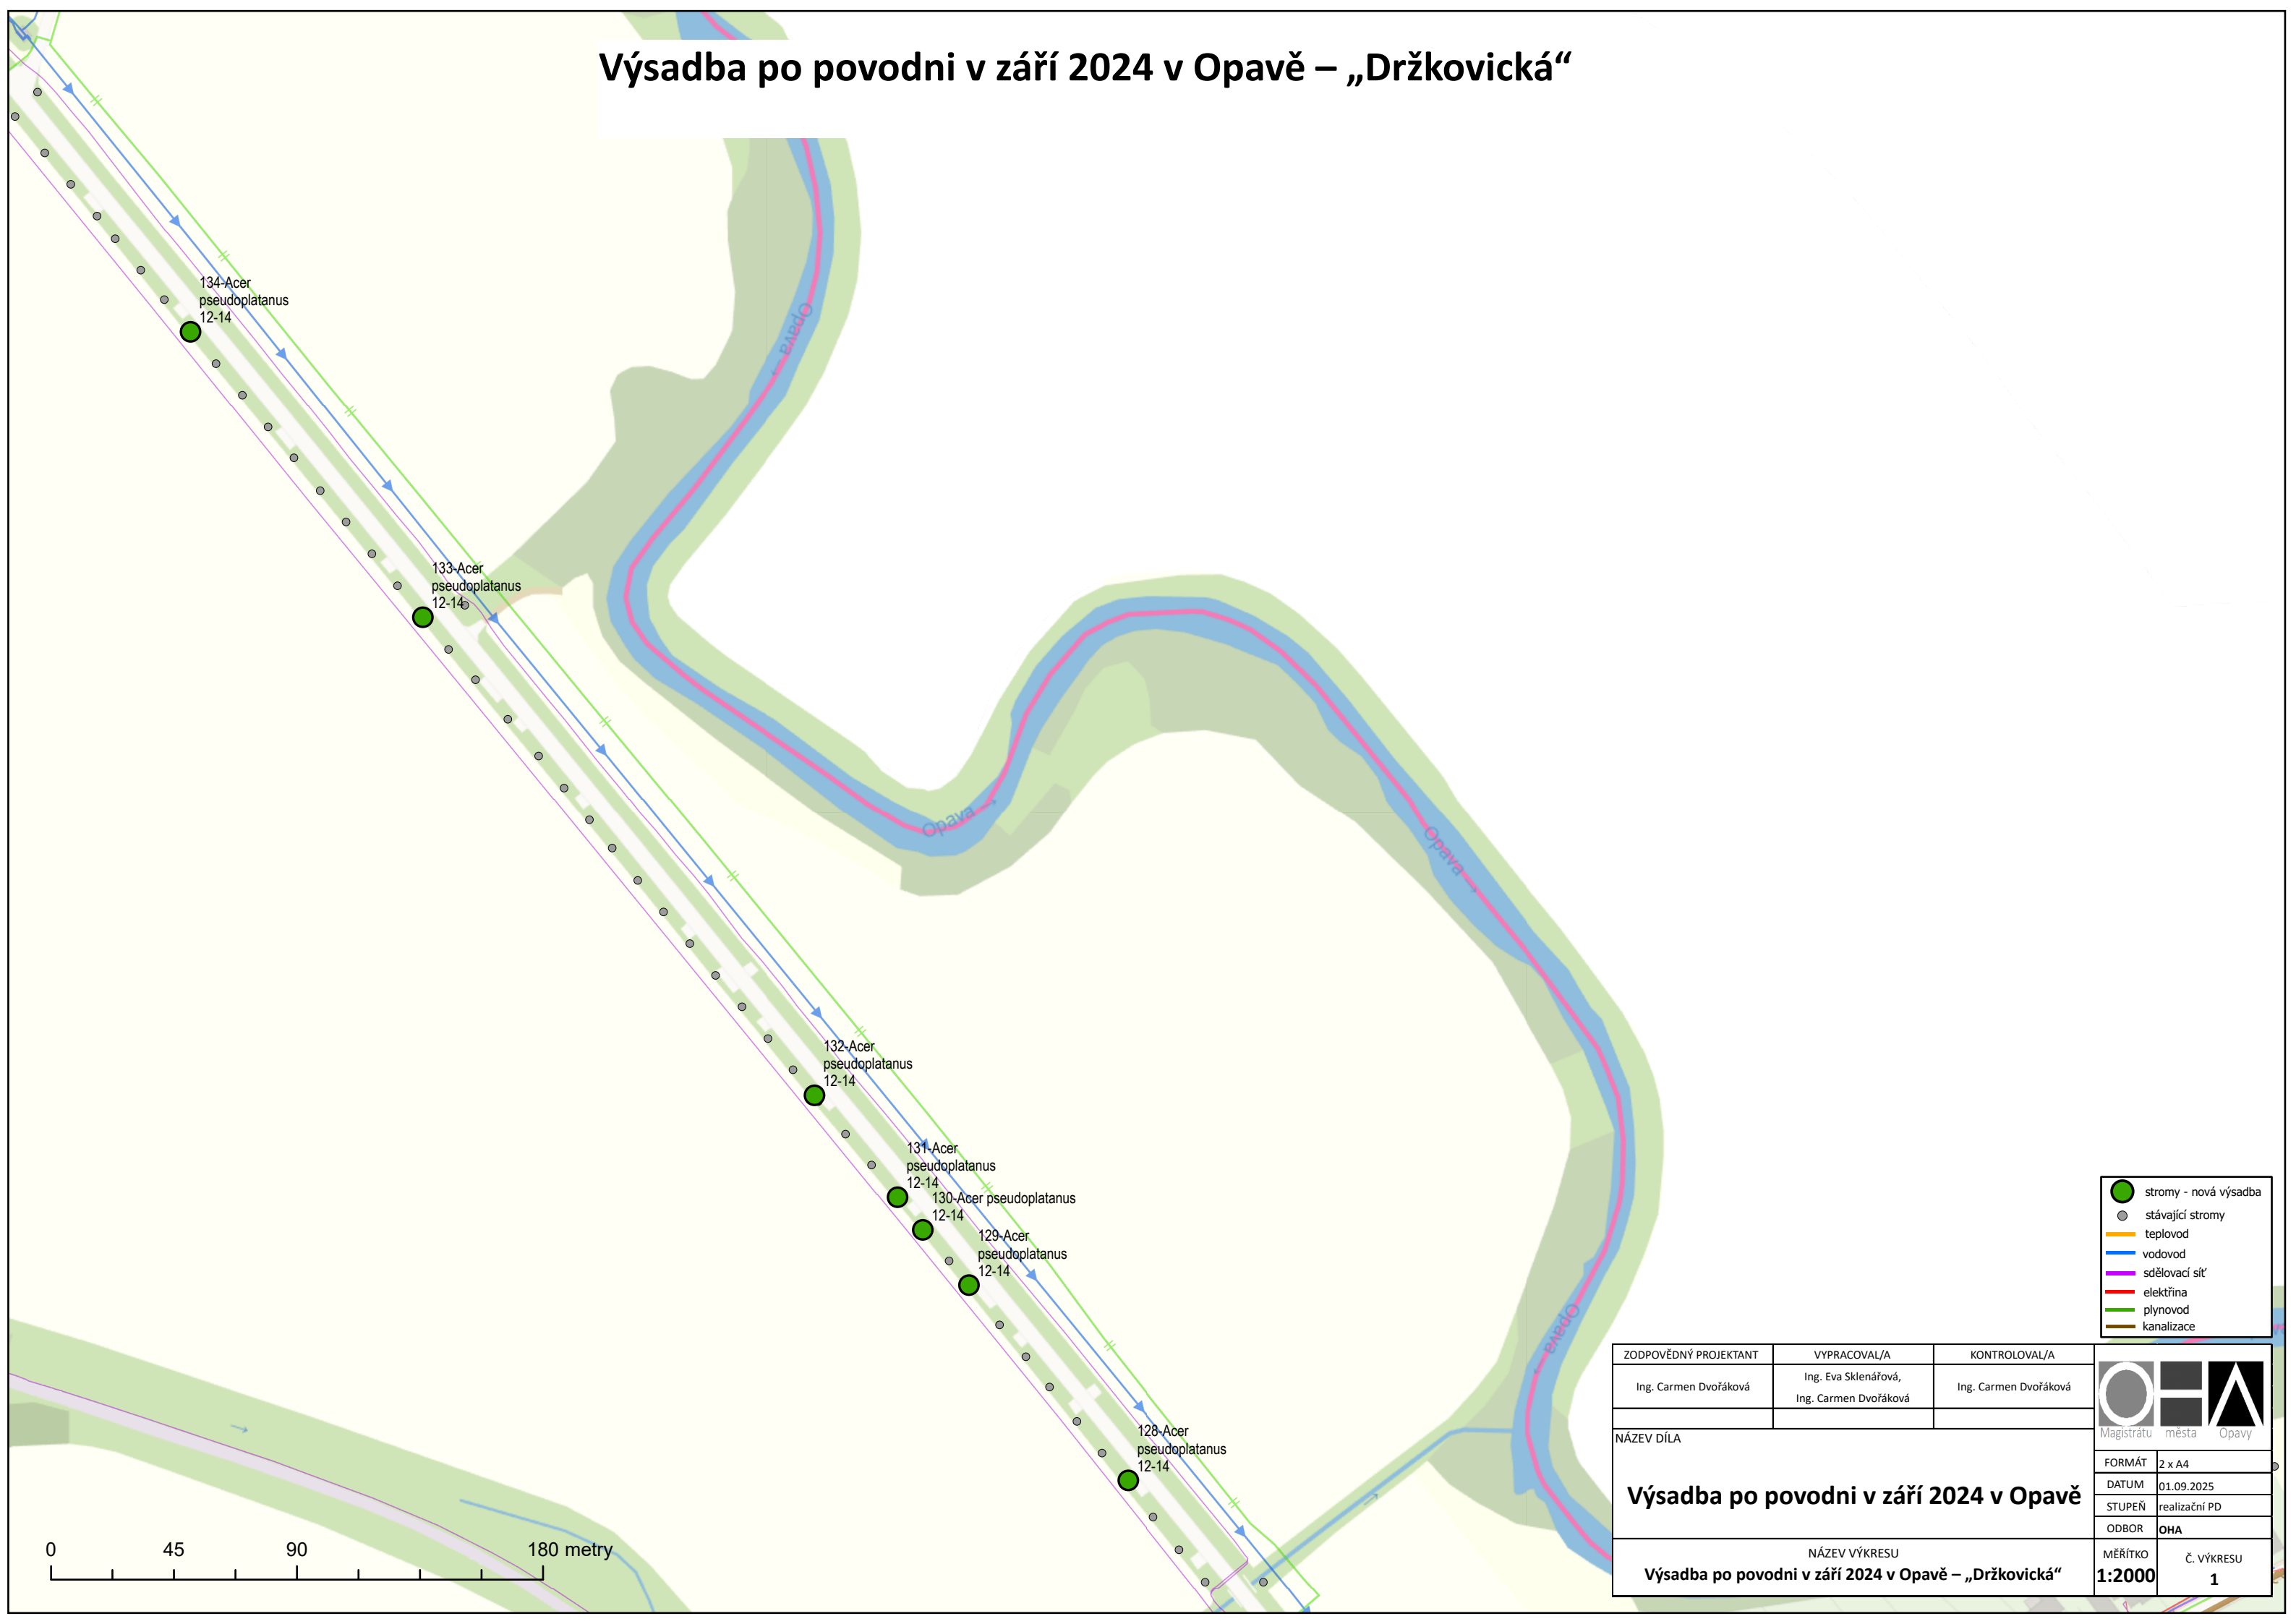 Výsadba po povodni v září 2024 v Opavě – „Držkovická“
134-Acer
pseudoplatanus
12-14
Opava
133-Acer
pseudoplatanus
12-14
Opava →
Opava →
132-Acer
pseudoplatanus
12-14
131-Acer
pseudoplatanus
12-14
130-Acer pseudoplatanus
12-14
129-Acer
pseudoplatanus
12-14
Opava
128-Acer
pseudoplatanus
12-14
0 45 90 180 metry
stromy - nová výsadba
stávající stromy
teplovod
vodovod
sdělovací síť
elektřina
plynovod
kanalizace
ZODPOVĚDNÝ PROJEKTANT VYPRACOVAL/A KONTROLOVAL/A
Ing. Carmen Dvořáková Ing. Eva Sklenářová, Ing. Carmen Dvořáková
Ing. Carmen Dvořáková
OHA
Magistrátu města Opavy
NÁZEV DÍLA
Výsadba po povodni v září 2024 v Opavě
FORMÁT 2 x A4
DATUM 01.09.2025
STUPEŇ realizační PD
ODBOR OHA
NÁZEV VÝKRESU
Výsadba po povodni v září 2024 v Opavě – „Držkovická“
MĚŘÍTKO
1:2000
Č. VÝKRESU
1